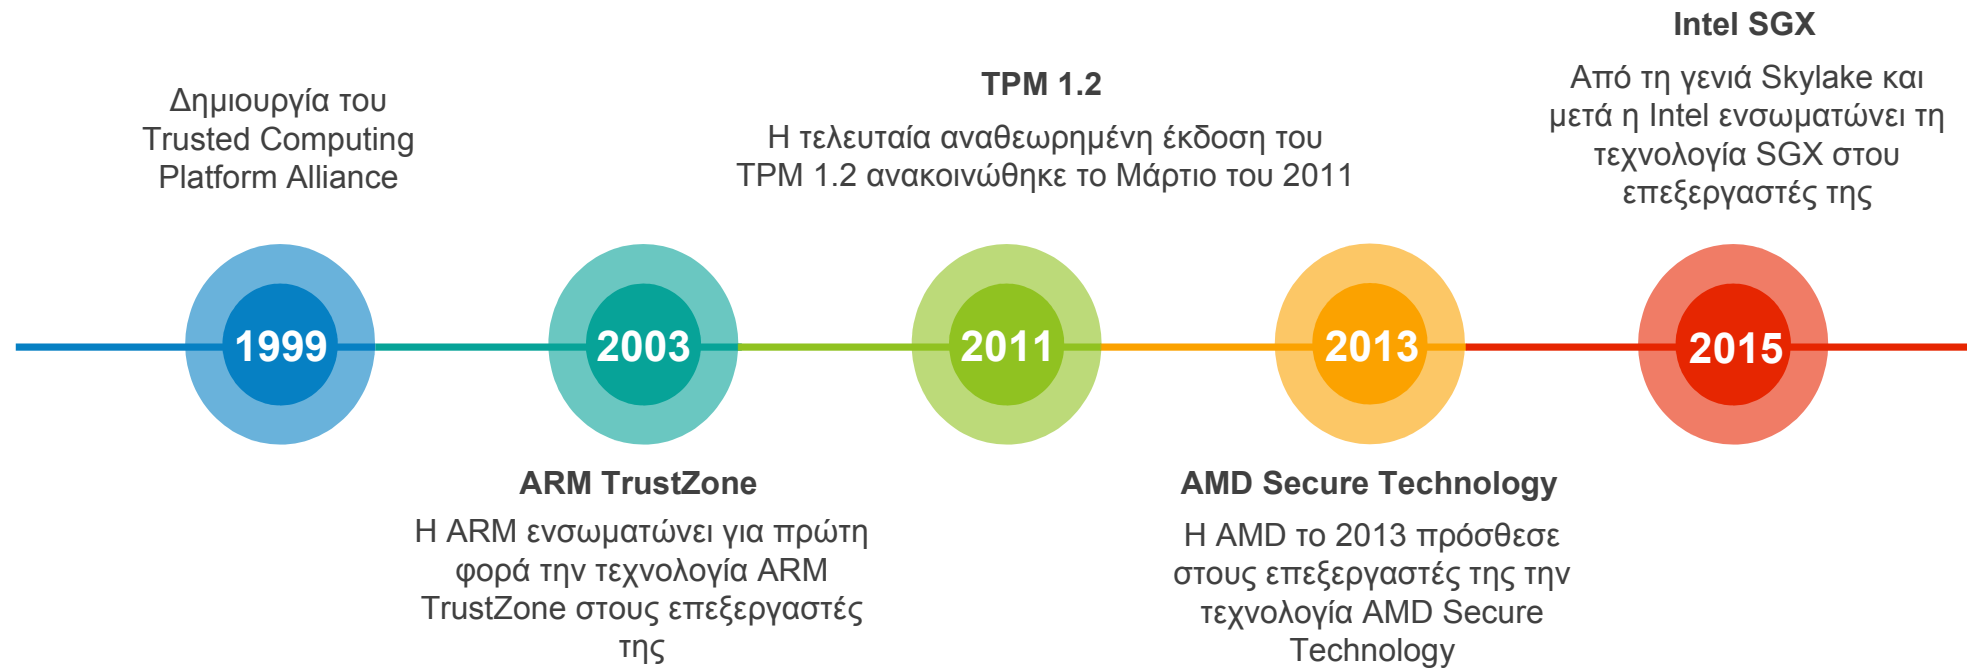 Δημιουργία του
Trusted Computing
Platform Alliance
1999
2003
ARM TrustZone
Η ARM ενσωματώνει για πρώτη
φορά την τεχνολογία ARM
TrustZone στους επεξεργαστές
της
TPM 1.2
Η τελευταία αναθεωρημένη έκδοση του
TPM 1.2 ανακοινώθηκε το Μάρτιο του 2011
2011
2013
AMD Secure Technology
Η AMD το 2013 πρόσθεσε
στους επεξεργαστές της την
τεχνολογία AMD Secure
Technology
Intel SGX
Από τη γενιά Skylake και
μετά η Intel ενσωματώνει τη
τεχνολογία SGX στου
επεξεργαστές της
2015